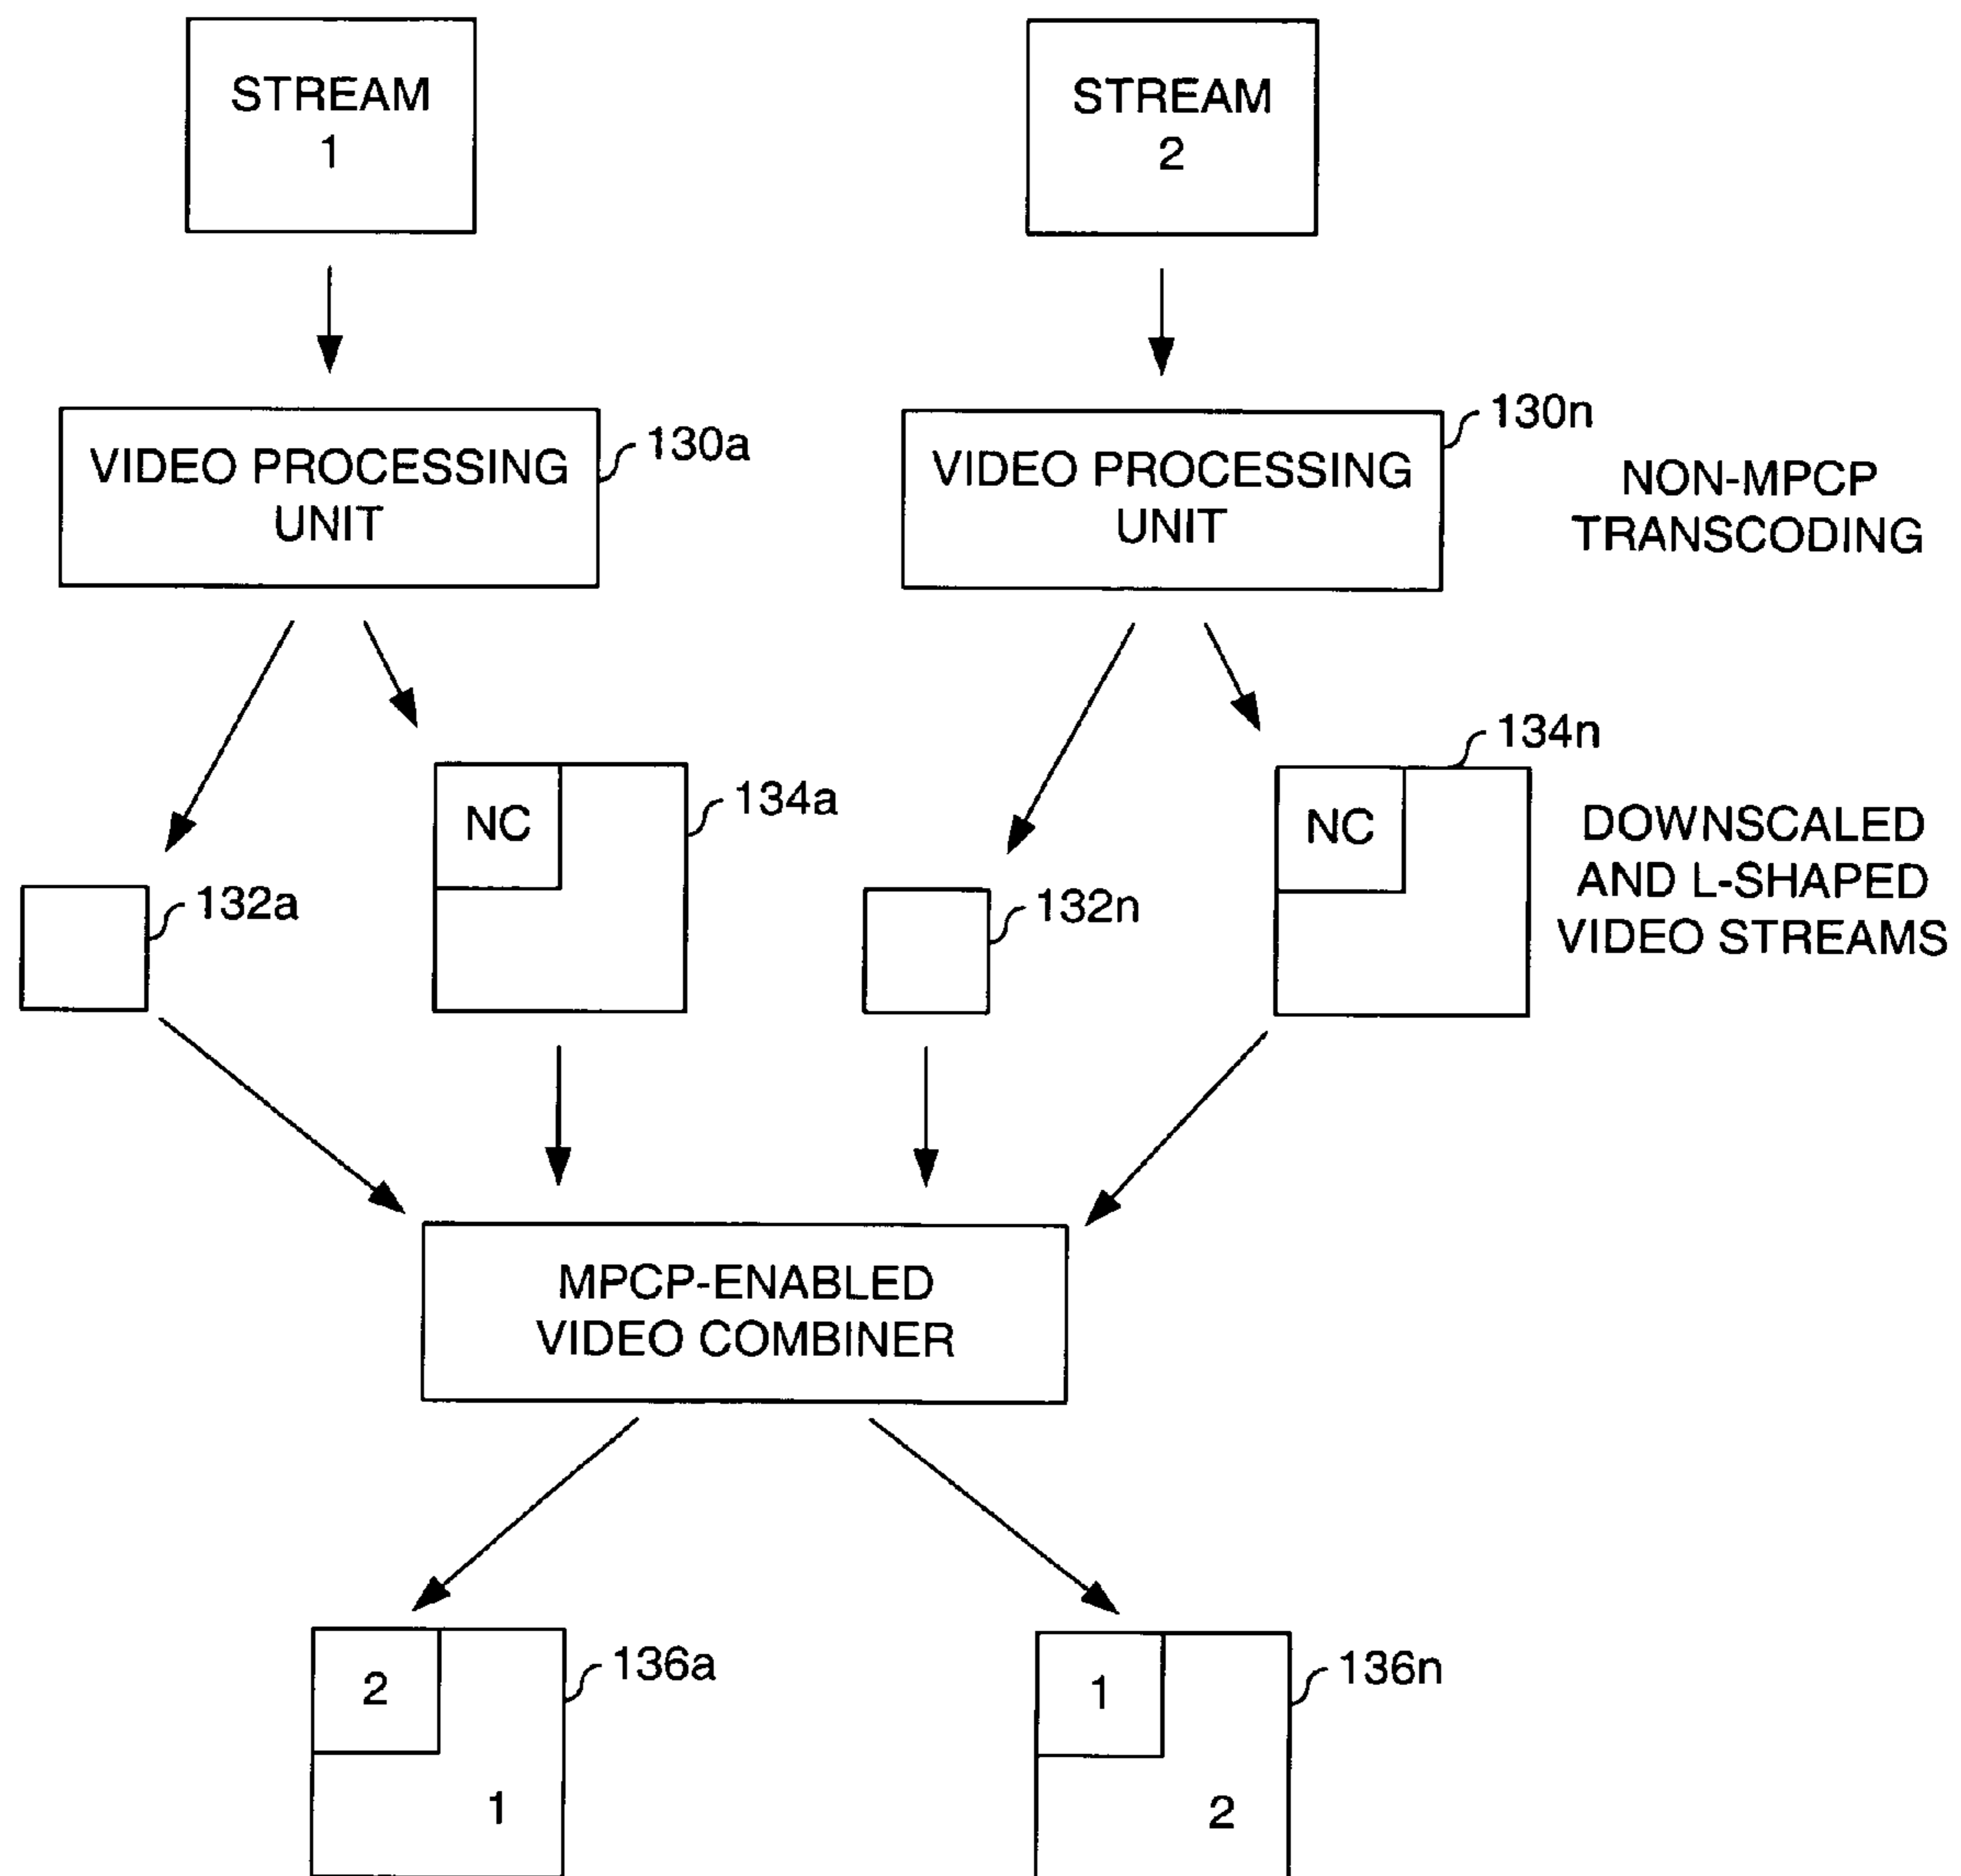 STREAM
1
STREAM
2
VIDEO PROCESSING
UNIT
130a
VIDEO PROCESSING
UNIT
130n
NON-MPCP
TRANSCODING
132a
NC
134a
132n
NC
134n
DOWNSCALED
AND L-SHAPED
VIDEO STREAMS
MPCP-ENABLED
VIDEO COMBINER
2
1
136a
1
2
136n